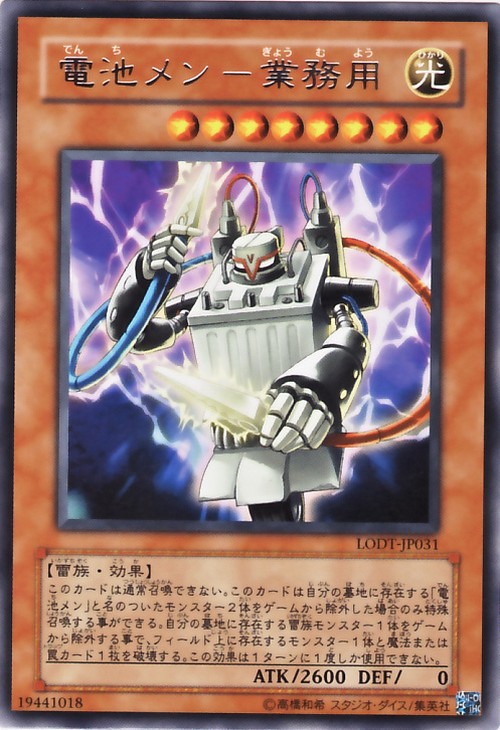 電池メン－業務用
光
LODT-JP031
【雷族・効果】
このカードは通常召喚できない。このカードは自分の墓地に存在する「電
池メン」と名のついたモンスター２体をゲームから除外した場合のみ特殊
召喚する事ができる。自分の墓地に存在する雷族モンスター１体をゲーム
から除外する事で、フィールド上に存在するモンスター１体と魔法または
罠カード１枚を破壊する。この効果は１ターンに１度しか使用できない。
ATK/2600 DEF/ 0
19441018
©高橋和希 スタジオ・ダイス/集英社